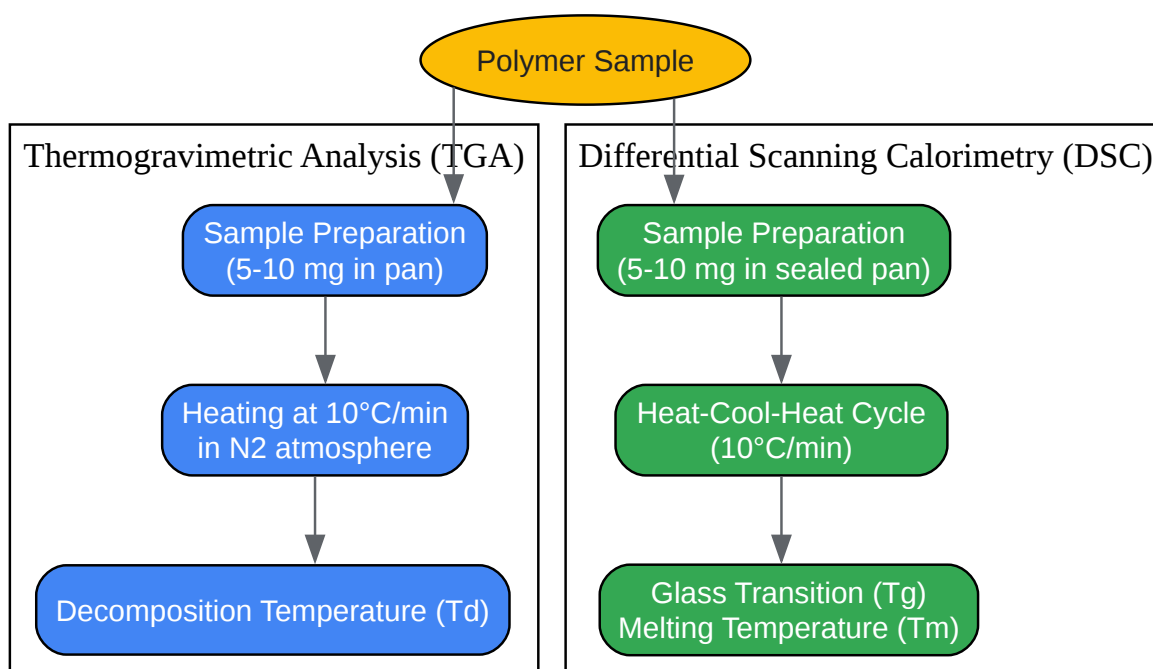 Polymer Sample
Thermogravimetric Analysis (TGA)
Sample Preparation
(5-10 mg in pan)
Heating at 10°C/min
in N2 atmosphere
Decomposition Temperature (Td)
Differential Scanning Calorimetry (DSC)
Sample Preparation
(5-10 mg in sealed pan)
Heat-Cool-Heat Cycle
(10°C/min)
Glass Transition (Tg)
Melting Temperature (Tm)